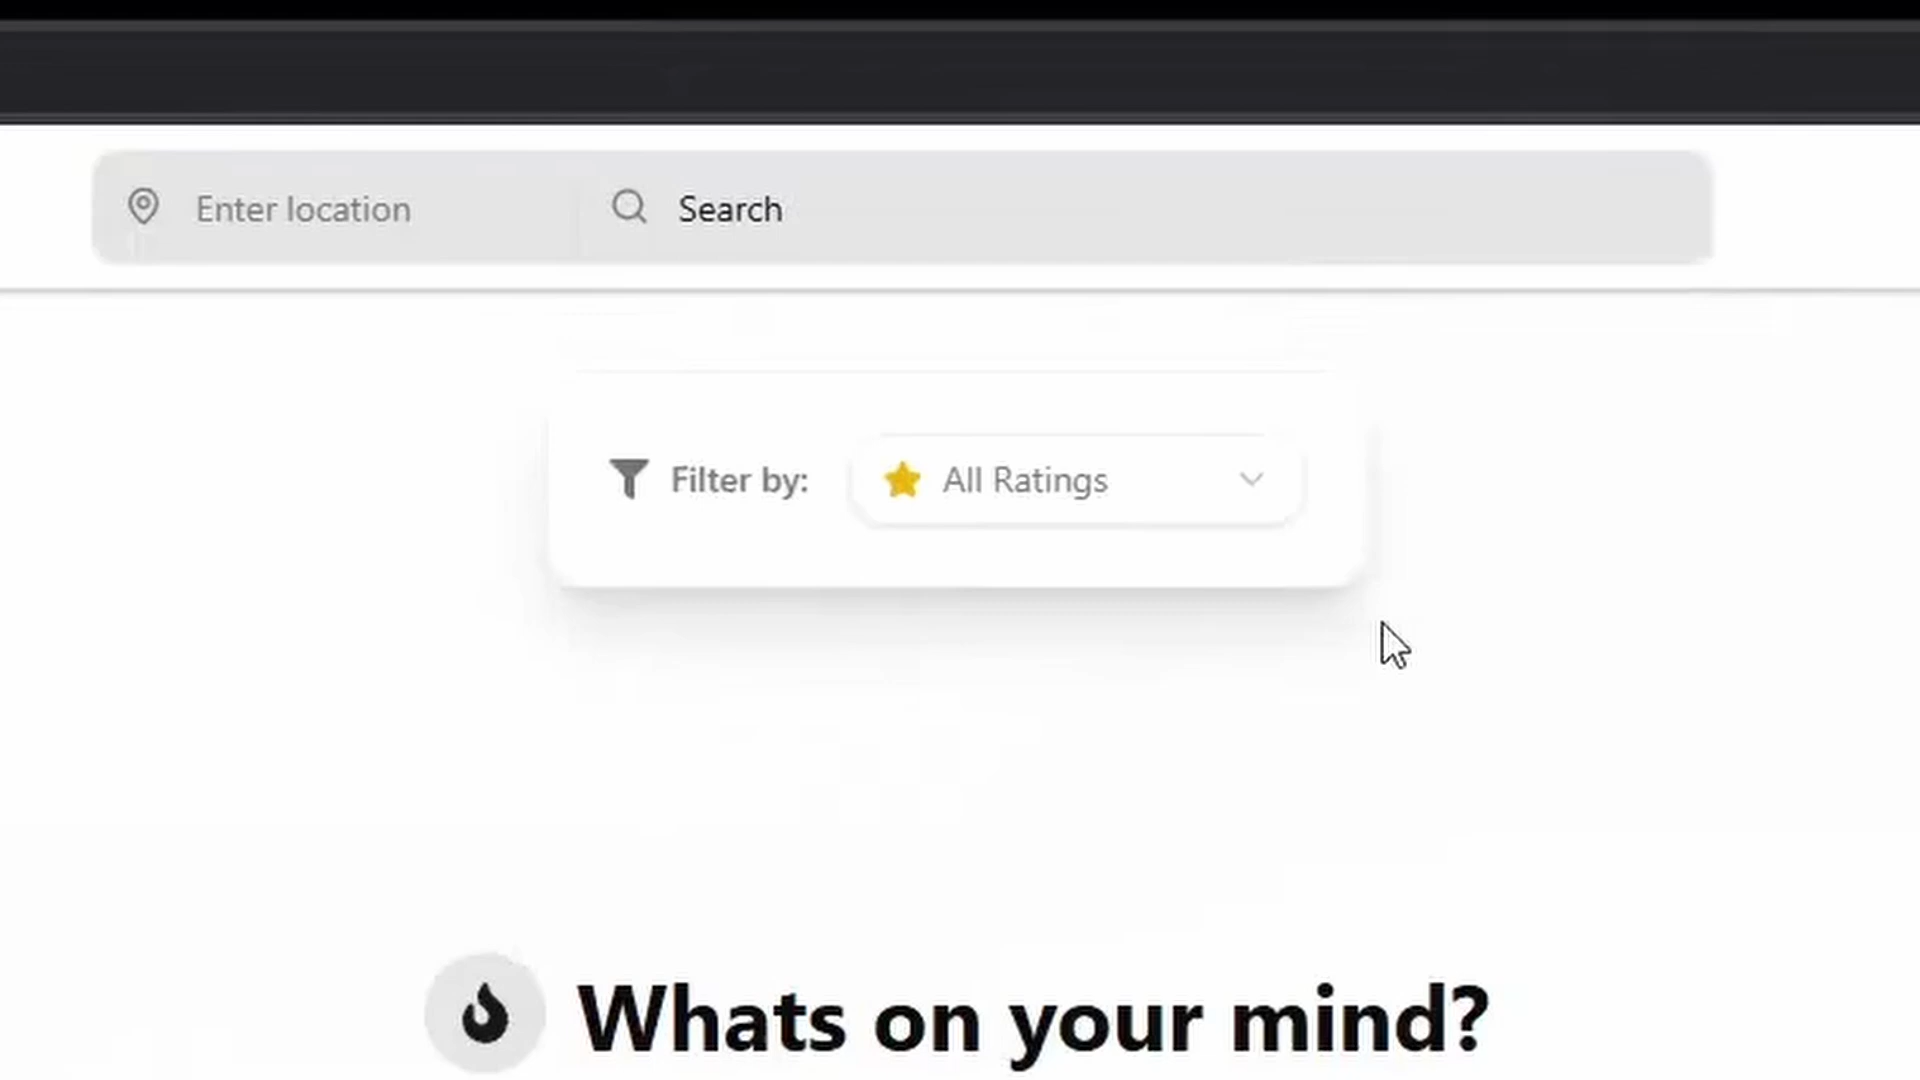 Enter location
Search
Filter by:
All Ratings
Whats on your mind?